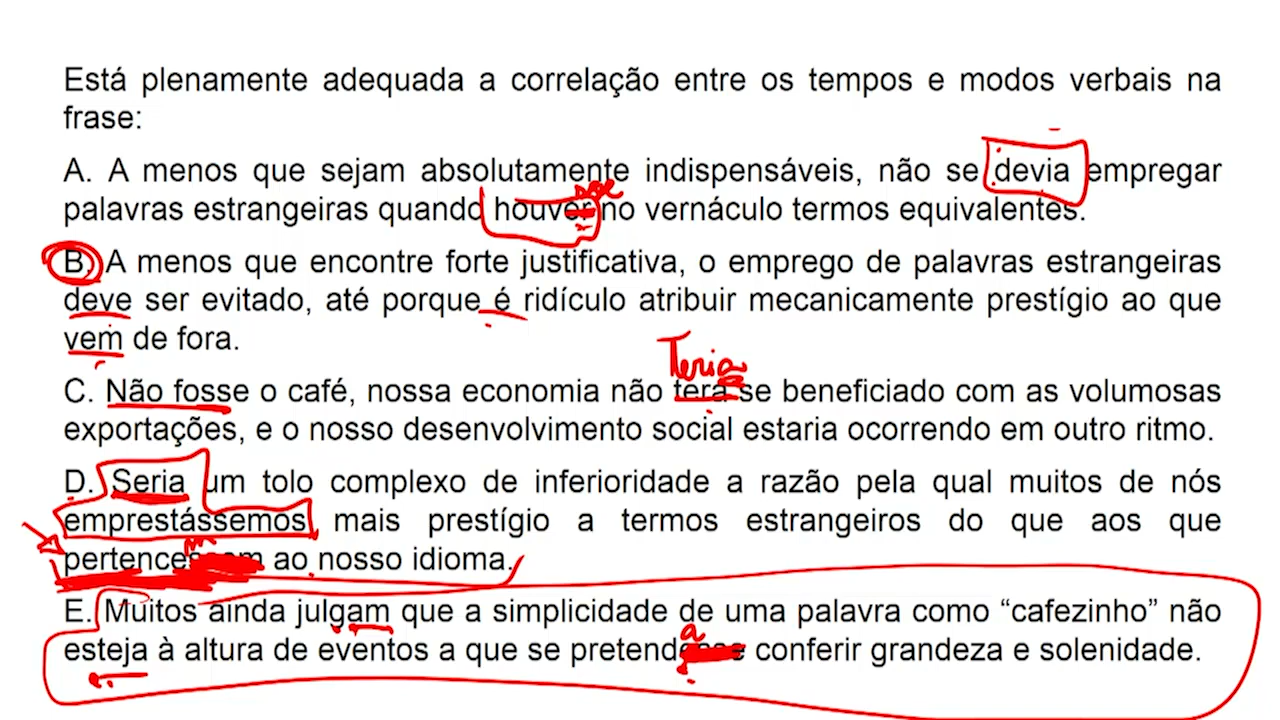 Está plenamente adequada a correlação entre os tempos e modos verbais na
frase:
A. A menos que sejam absolutamente indispensáveis, não se devia empregar
sse
palavras estrangeiras quando houver no vernáculo termos equivalentes.
B. A menos que encontre forte justificativa, o emprego de palavras estrangeiras
deve ser evitado, até porque é ridículo atribuir mecanicamente prestígio ao que
vem de fora.
Teria
C. Não fosse o café, nossa economia não terá se beneficiado com as volumosas
exportações, e o nosso desenvolvimento social estaria ocorrendo em outro ritmo.
D. Seria um tolo complexo de inferioridade a razão pela qual muitos de nós
emprestássemos mais prestígio a termos estrangeiros do que aos que
m
pertencessem ao nosso idioma.
E. Muitos ainda julgam que a simplicidade de uma palavra como “cafezinho” não
a
esteja à altura de eventos a que se pretendesse conferir grandeza e solenidade.